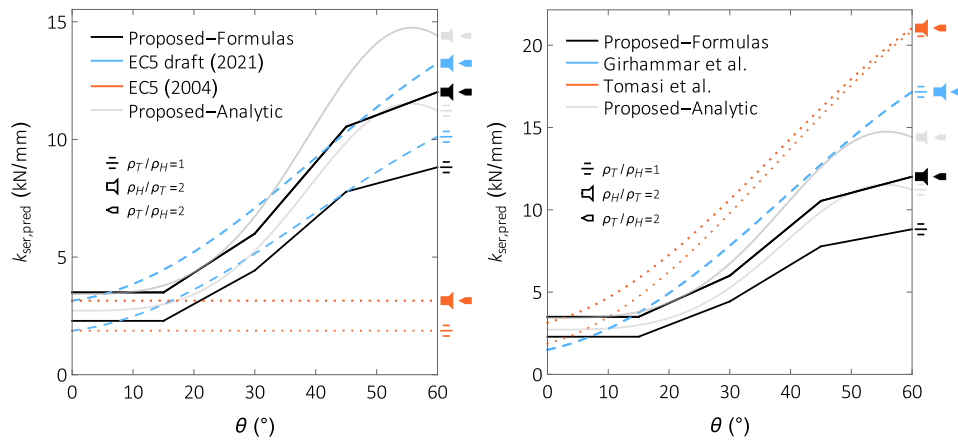 15
10
5
0
k_ser,pred (kN/mm)
Proposed−Formulas
EC5 draft (2021)
EC5 (2004)
Proposed−Analytic
ρ_T / ρ_H=1
ρ_H / ρ_T=2
ρ_T / ρ_H=2
0 10 20 30 40 50 60
θ (°)
20
15
10
5
0
k_ser,pred (kN/mm)
Proposed−Formulas
Girhammar et al.
Tomasi et al.
Proposed−Analytic
ρ_T / ρ_H=1
ρ_H / ρ_T=2
ρ_T / ρ_H=2
0 10 20 30 40 50 60
θ (°)